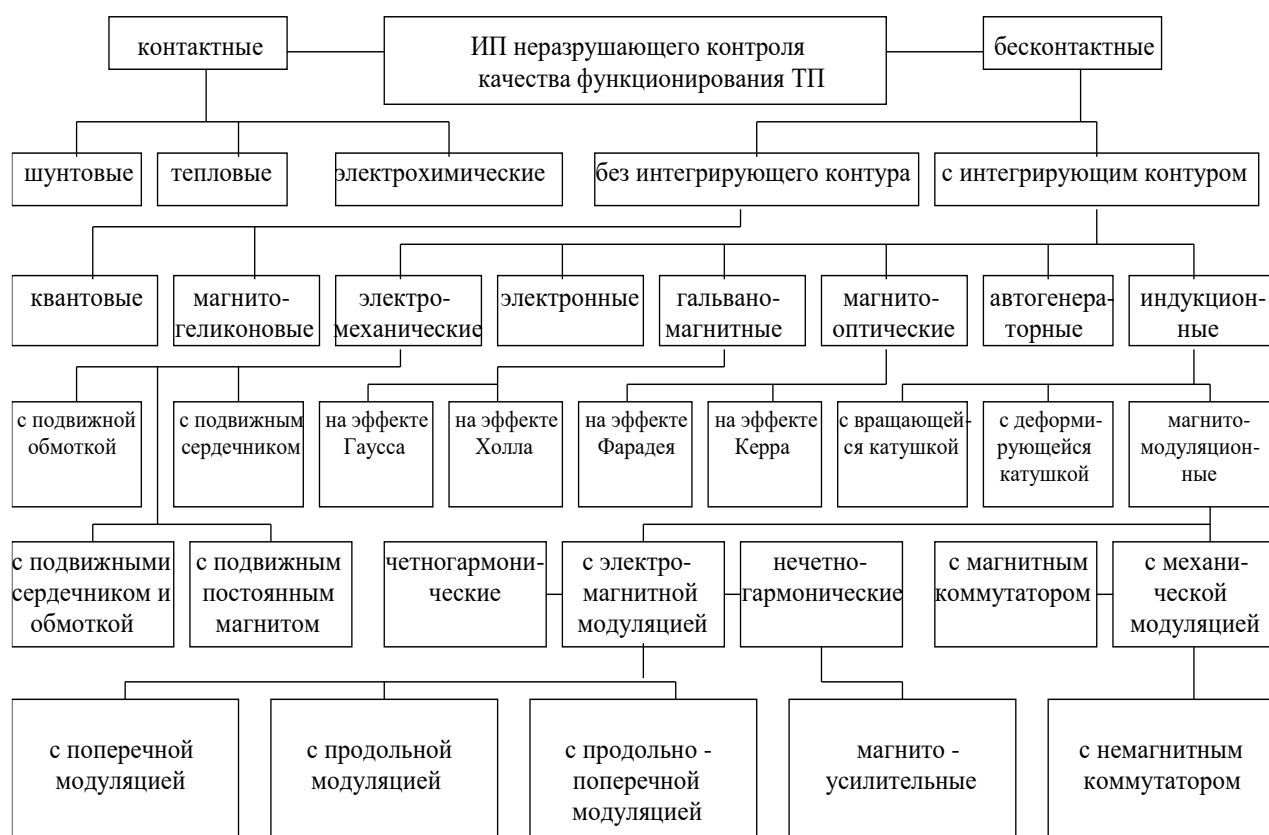 контактные
ИП неразрушающего контроля
качества функционирования ТП
бесконтактные
шунтовые
тепловые
электрохимические
без интегрирующего контура
с интегрирующим контуром
квантовые
магнито-
геликоновые
электро-
механические
электронные
гальвано-
магнитные
магнито-
оптические
автогенера-
торные
индукцион-
ные
с подвижной
обмоткой
с подвижным
сердечником
на эффекте
Гаусса
на эффекте
Холла
на эффекте
Фарадея
на эффекте
Керра
с вращающей-
ся катушкой
с деформи-
рующейся
катушкой
магнито-
модуляцион-
ные
с подвижными
сердечником и
обмоткой
с подвижным
постоянным
магнитом
четногармони-
ческие
с электро-
магнитной
модуляцией
нечетно-
гармонические
с магнитным
коммутатором
с механи-
ческой
модуляцией
с поперечной
модуляцией
с продольной
модуляцией
с продольно -
поперечной
модуляцией
магнито -
усилительные
с немагнитным
коммутатором